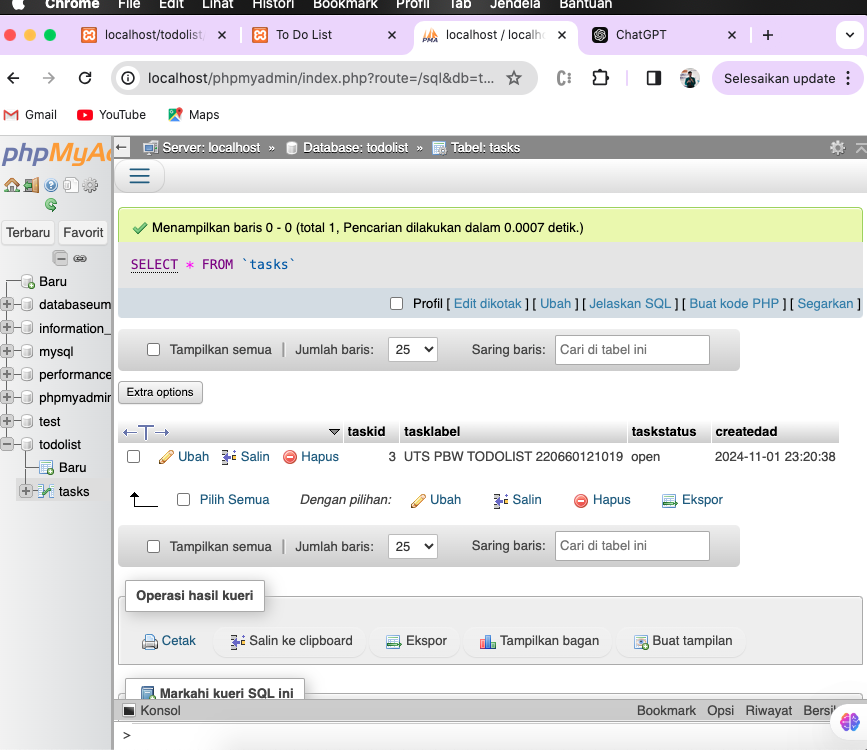 Chrome File Edit Lihat Histori Bookmark Profil Tab Jendela Bantuan
localhost/todolist To Do List localhost / localh ChatGPT
localhost/phpmyadmin/index.php?route=/sql&db=t... Selesaikan update
Gmail YouTube Maps
phpMyAd
Server: localhost » Database: todolist » Tabel: tasks
Terbaru Favorit
Baru
databaseum
information_
mysql
performance
phpmyadmin
test
todolist
Baru
tasks
Menampilkan baris 0 - 0 (total 1, Pencarian dilakukan dalam 0.0007 detik.)
SELECT * FROM `tasks`
Profil [ Edit dikotak ] [ Ubah ] [ Jelaskan SQL ] [ Buat kode PHP ] [ Segarkan ]
Tampilkan semua | Jumlah baris: 25 Saring baris: Cari di tabel ini
Extra options
←T→ taskid tasklabel taskstatus createdad
Ubah Salin Hapus 3 UTS PBW TODOLIST 220660121019 open 2024-11-01 23:20:38
Pilih Semua Dengan pilihan: Ubah Salin Hapus Ekspor
Tampilkan semua | Jumlah baris: 25 Saring baris: Cari di tabel ini
Operasi hasil kueri
Cetak Salin ke clipboard Ekspor Tampilkan bagan Buat tampilan
Markahi kueri SQL ini
Konsol Bookmark Opsi Riwayat Bersih
>